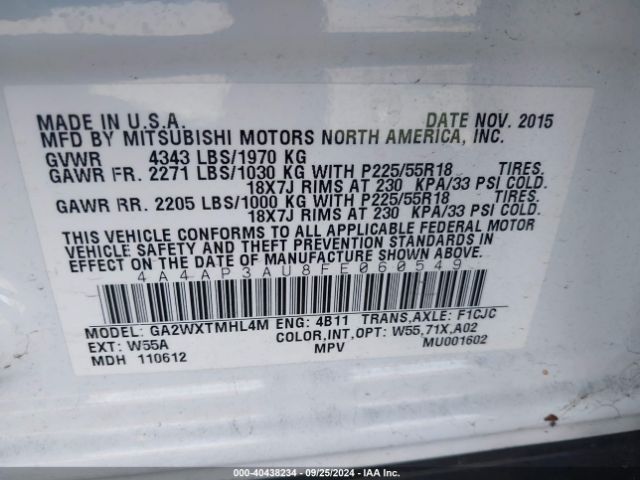 MADE IN U.S.A. DATE NOV. 2015
MFD BY MITSUBISHI MOTORS NORTH AMERICA, INC.
GVWR 4343 LBS/1970 KG
GAWR FR. 2271 LBS/1030 KG WITH P225/55R18 TIRES.
18X7J RIMS AT 230 KPA/33 PSI COLD.
GAWR RR. 2205 LBS/1000 KG WITH P225/55R18 TIRES.
18X7J RIMS AT 230 KPA/33 PSI COLD.
THIS VEHICLE CONFORMS TO ALL APPLICABLE FEDERAL MOTOR
VEHICLE SAFETY AND THEFT PREVENTION STANDARDS IN
EFFECT ON THE DATE OF MANUFACTURE SHOWN ABOVE.
4A4AP3AU8FE060549
MODEL: GA2WXTMHL4M ENG: 4B11 TRANS,AXLE: F1CJC
EXT: W55A COLOR,INT,OPT: W55,71X,A02
MDH 110612 MPV MU001602
000-40438234 - 09/25/2024 - IAA Inc.